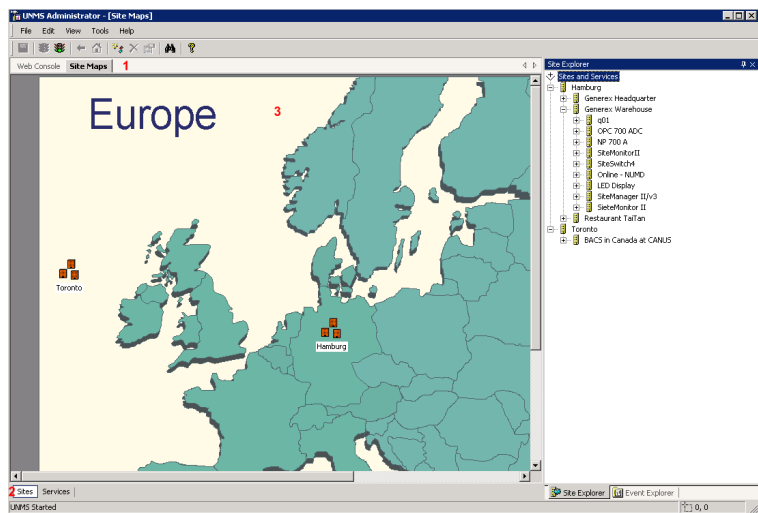 UNMS Administrator - [Site Maps]
File Edit View Tools Help
Web Console Site Maps 1
Europe
3
Toronto
Hamburg
2 Sites Services
UNMS Started
Site Explorer
Sites and Services
Hamburg
Generex Headquarter
Generex Warehouse
q01
OPC 700 ADC
NP 700 A
SiteMonitorII
SiteSwitch4
Online - NUMD
LED Display
SiteManager II/v3
SieteMonitor II
Restaurant TaiTan
Toronto
BACS in Canada at CANUS
Site Explorer Event Explorer
0, 0